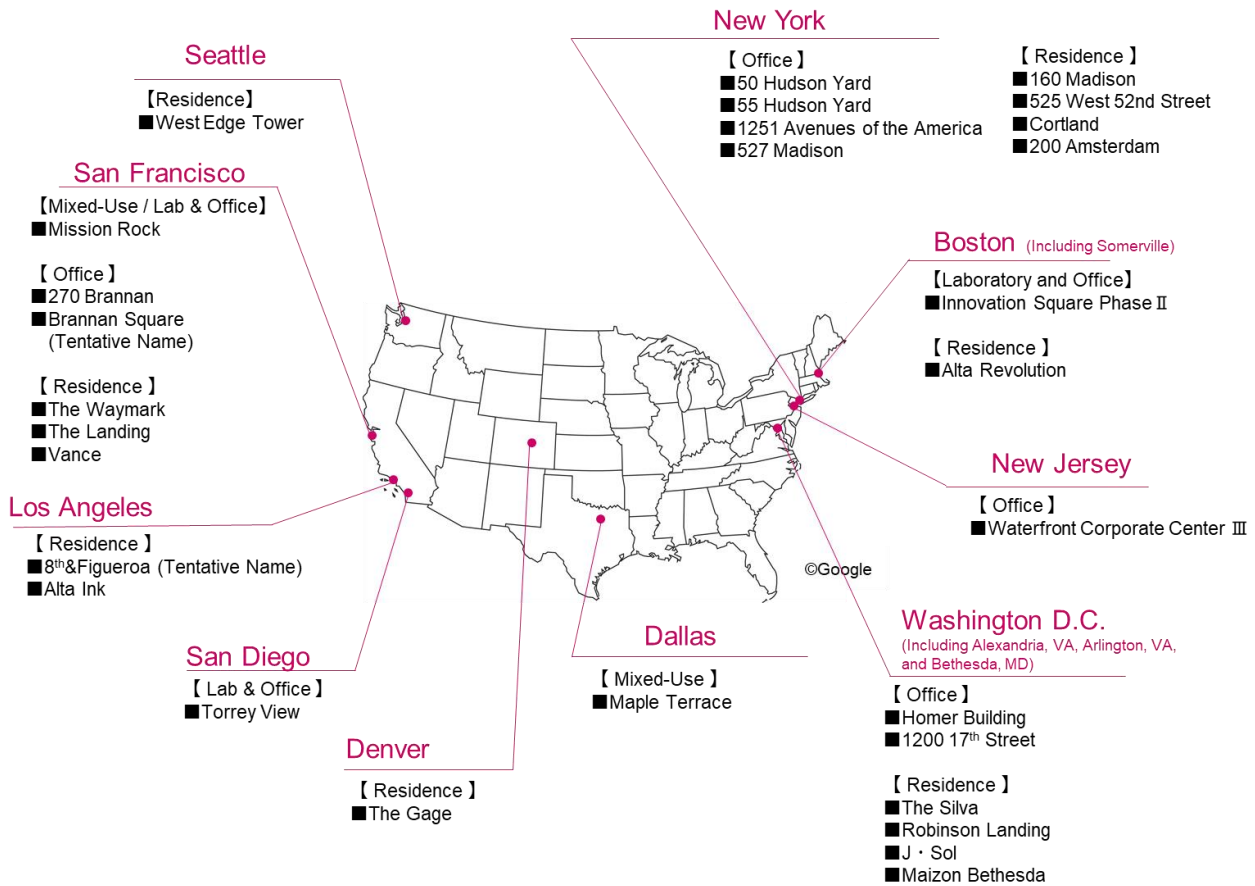 New York
【 Office 】
■50 Hudson Yard
■55 Hudson Yard
■1251 Avenues of the America
■527 Madison
【 Residence 】
■160 Madison
■525 West 52nd Street
■Cortland
■200 Amsterdam
Seattle
【Residence】
■West Edge Tower
San Francisco
【Mixed-Use / Lab & Office】
■Mission Rock
【 Office 】
■270 Brannan
■Brannan Square
(Tentative Name)
【 Residence 】
■The Waymark
■The Landing
■Vance
Boston (Including Somerville)
【Laboratory and Office】
■Innovation Square Phase Ⅱ
【 Residence 】
■Alta Revolution
New Jersey
【 Office 】
■Waterfront Corporate Center Ⅲ
Los Angeles
【 Residence 】
■8th&Figueroa (Tentative Name)
■Alta Ink
©Google
San Diego
【 Lab & Office】
■Torrey View
Denver
【 Residence 】
■The Gage
Dallas
【 Mixed-Use 】
■Maple Terrace
Washington D.C.
(Including Alexandria, VA, Arlington, VA,
and Bethesda, MD)
【 Office 】
■Homer Building
■1200 17th Street
【 Residence 】
■The Silva
■Robinson Landing
■J・Sol
■Maizon Bethesda